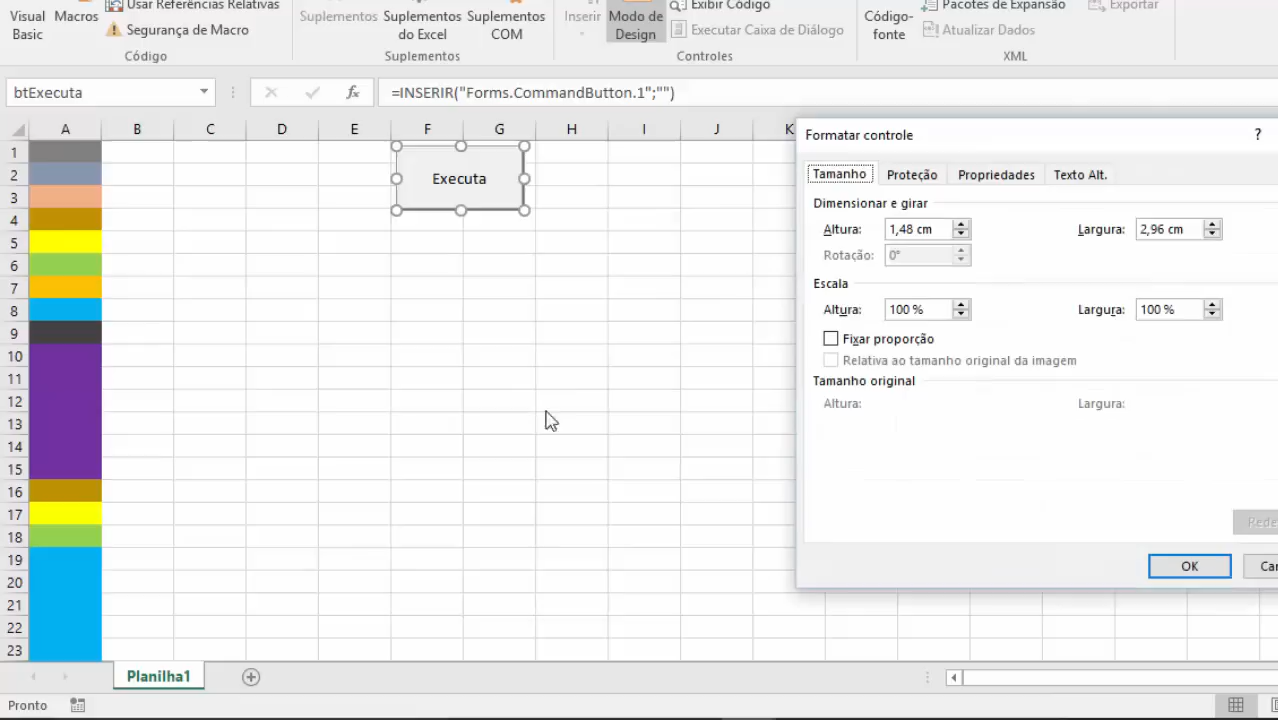 Usar Referências Relativas
Exibir Código
Pacotes de Expansão
Exportar
Visual Basic
Macros
Segurança de Macro
Suplementos
Suplementos do Excel
Suplementos COM
Inserir
Modo de Design
Executar Caixa de Diálogo
Código-fonte
Atualizar Dados
Código
Suplementos
Controles
XML
btExecuta
fx
=INSERIR("Forms.CommandButton.1";"")
A B C D E F G H I J K
1
2
3
4
5
6
7
8
9
10
11
12
13
14
15
16
17
18
19
20
21
22
23
Executa
Formatar controle ?
Tamanho Proteção Propriedades Texto Alt.
Dimensionar e girar
Altura: 1,48 cm Largura: 2,96 cm
Rotação: 0°
Escala
Altura: 100 % Largura: 100 %
Fixar proporção
Relativa ao tamanho original da imagem
Tamanho original
Altura: Largura:
Rede
OK Can
Planilha1
Pronto